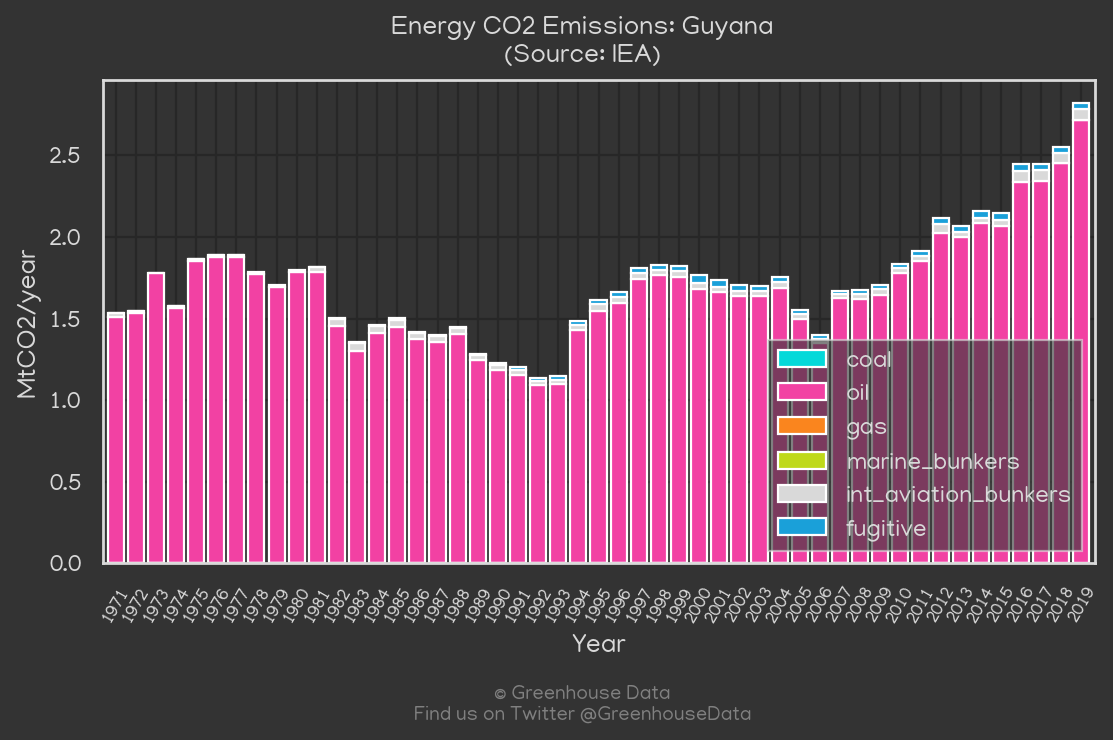 Energy CO2 Emissions: Guyana
(Source: IEA)
MtCO2/year
2.5
2.0
1.5
1.0
0.5
0.0
coal
oil
gas
marine_bunkers
int_aviation_bunkers
fugitive
1971 1972 1973 1974 1975 1976 1977 1978 1979 1980 1981 1982 1983 1984 1985 1986 1987 1988 1989 1990 1991 1992 1993 1994 1995 1996 1997 1998 1999 2000 2001 2002 2003 2004 2005 2006 2007 2008 2009 2010 2011 2012 2013 2014 2015 2016 2017 2018 2019
Year
© Greenhouse Data
Find us on Twitter @GreenhouseData